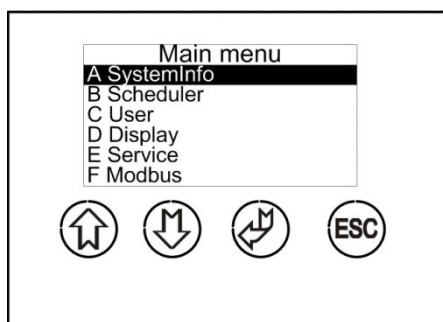 Main menu
A SystemInfo
B Scheduler
C User
D Display
E Service
F Modbus
ESC